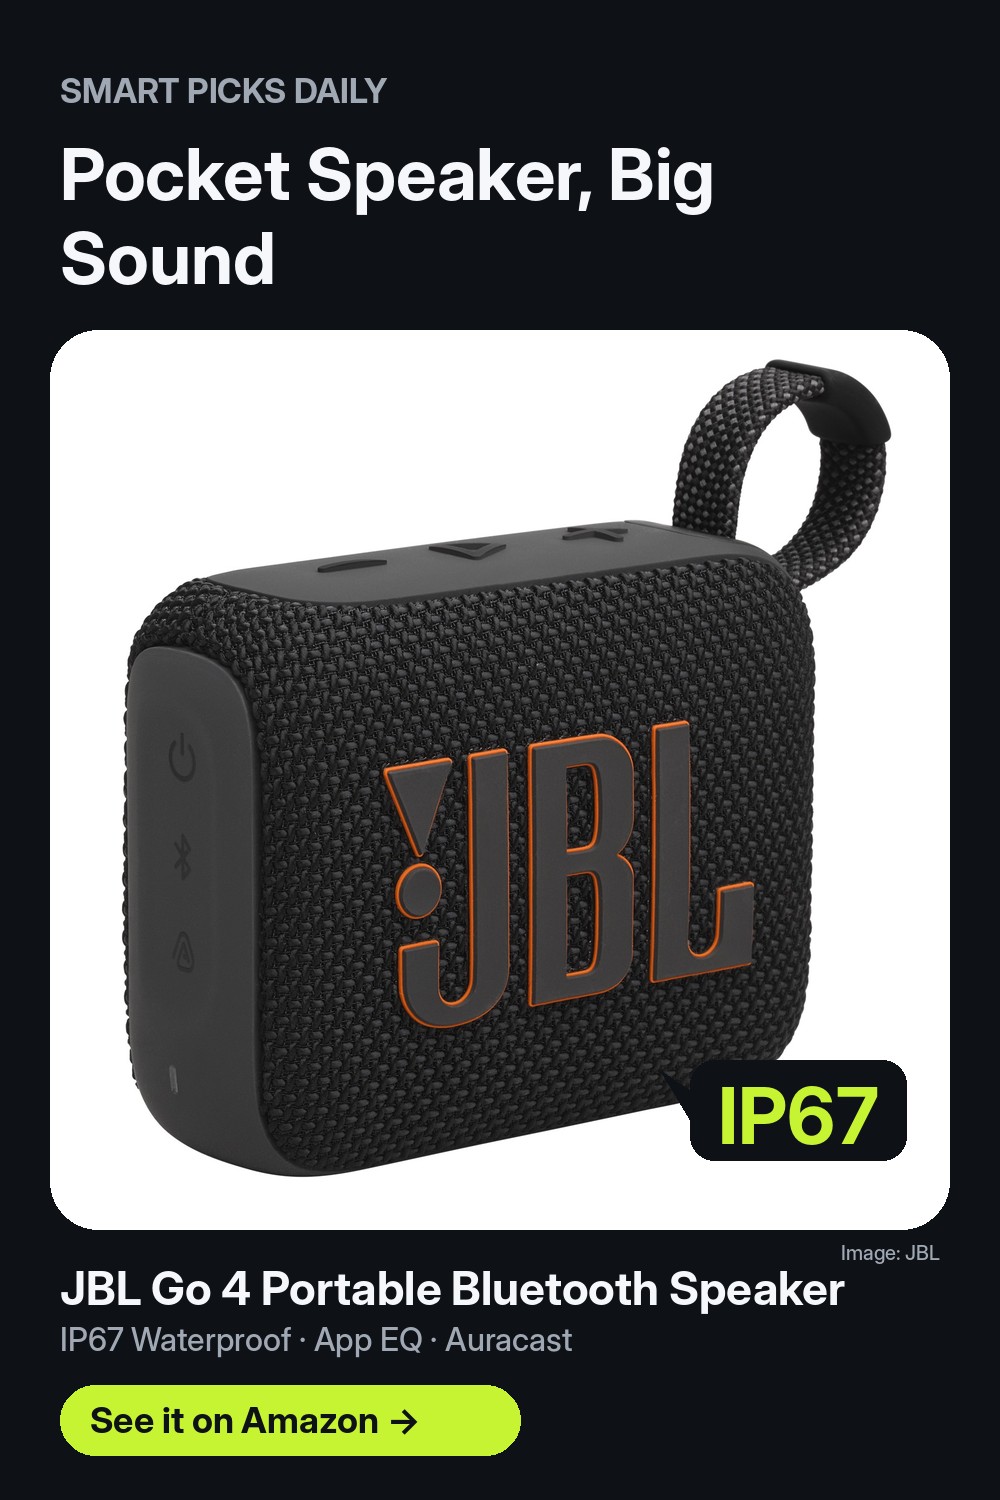 SMART PICKS DAILY
Pocket Speaker, Big
Sound
JBL
IP67
Image: JBL
JBL Go 4 Portable Bluetooth Speaker
IP67 Waterproof · App EQ · Auracast
See it on Amazon →